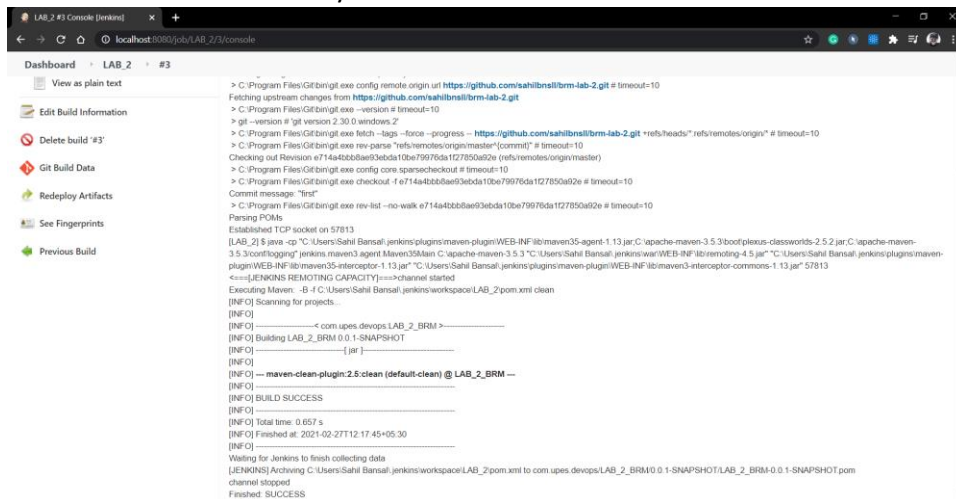 LAB_2 #3 Console [Jenkins]
localhost:8080/job/LAB_2/3/console
Dashboard LAB_2 #3
View as plain text
Edit Build Information
Delete build '#3'
Git Build Data
Redeploy Artifacts
See Fingerprints
Previous Build
> C:\Program Files\Git\bin\git.exe config remote.origin.url https://github.com/sahilbnsll/brm-lab-2.git # timeout=10
Fetching upstream changes from https://github.com/sahilbnsll/brm-lab-2.git
> C:\Program Files\Git\bin\git.exe --version # timeout=10
> git --version # 'git version 2.30.0.windows.2'
> C:\Program Files\Git\bin\git.exe fetch --tags --force --progress -- https://github.com/sahilbnsll/brm-lab-2.git +refs/heads/*:refs/remotes/origin/* # timeout=10
> C:\Program Files\Git\bin\git.exe rev-parse "refs/remotes/origin/master^{commit}" # timeout=10
Checking out Revision e714a4bbb8ae93ebda10be79976da1f27850a92e (refs/remotes/origin/master)
> C:\Program Files\Git\bin\git.exe config core.sparsecheckout # timeout=10
> C:\Program Files\Git\bin\git.exe checkout -f e714a4bbb8ae93ebda10be79976da1f27850a92e # timeout=10
Commit message: "first"
> C:\Program Files\Git\bin\git.exe rev-list --no-walk e714a4bbb8ae93ebda10be79976da1f27850a92e # timeout=10
Parsing POMs
Established TCP socket on 57813
[LAB_2] $ java -cp "C:\Users\Sahil Bansal\.jenkins\plugins\maven-plugin\WEB-INF\lib\maven35-agent-1.13.jar;C:\apache-maven-3.5.3\boot\plexus-classworlds-2.5.2.jar;C:\apache-maven-
3.5.3/conf/logging" jenkins.maven3.agent.Maven35Main C:\apache-maven-3.5.3 "C:\Users\Sahil Bansal\.jenkins\war\WEB-INF\lib\remoting-4.5.jar" "C:\Users\Sahil Bansal\.jenkins\plugins\maven-
plugin\WEB-INF\lib\maven35-interceptor-1.13.jar" "C:\Users\Sahil Bansal\.jenkins\plugins\maven-plugin\WEB-INF\lib\maven3-interceptor-commons-1.13.jar" 57813
<===[JENKINS REMOTING CAPACITY]===>channel started
Executing Maven: -B -f C:\Users\Sahil Bansal\.jenkins\workspace\LAB_2\pom.xml clean
[INFO] Scanning for projects...
[INFO]
[INFO] ----------------------< com.upes.devops:LAB_2_BRM >----------------------
[INFO] Building LAB_2_BRM 0.0.1-SNAPSHOT
[INFO] --------------------------------[ jar ]---------------------------------
[INFO]
[INFO] --- maven-clean-plugin:2.5:clean (default-clean) @ LAB_2_BRM ---
[INFO] ------------------------------------------------------------------------
[INFO] BUILD SUCCESS
[INFO] ------------------------------------------------------------------------
[INFO] Total time: 0.657 s
[INFO] Finished at: 2021-02-27T12:17:45+05:30
[INFO] ------------------------------------------------------------------------
Waiting for Jenkins to finish collecting data
[JENKINS] Archiving C:\Users\Sahil Bansal\.jenkins\workspace\LAB_2\pom.xml to com.upes.devops/LAB_2_BRM/0.0.1-SNAPSHOT/LAB_2_BRM-0.0.1-SNAPSHOT.pom
channel stopped
Finished: SUCCESS